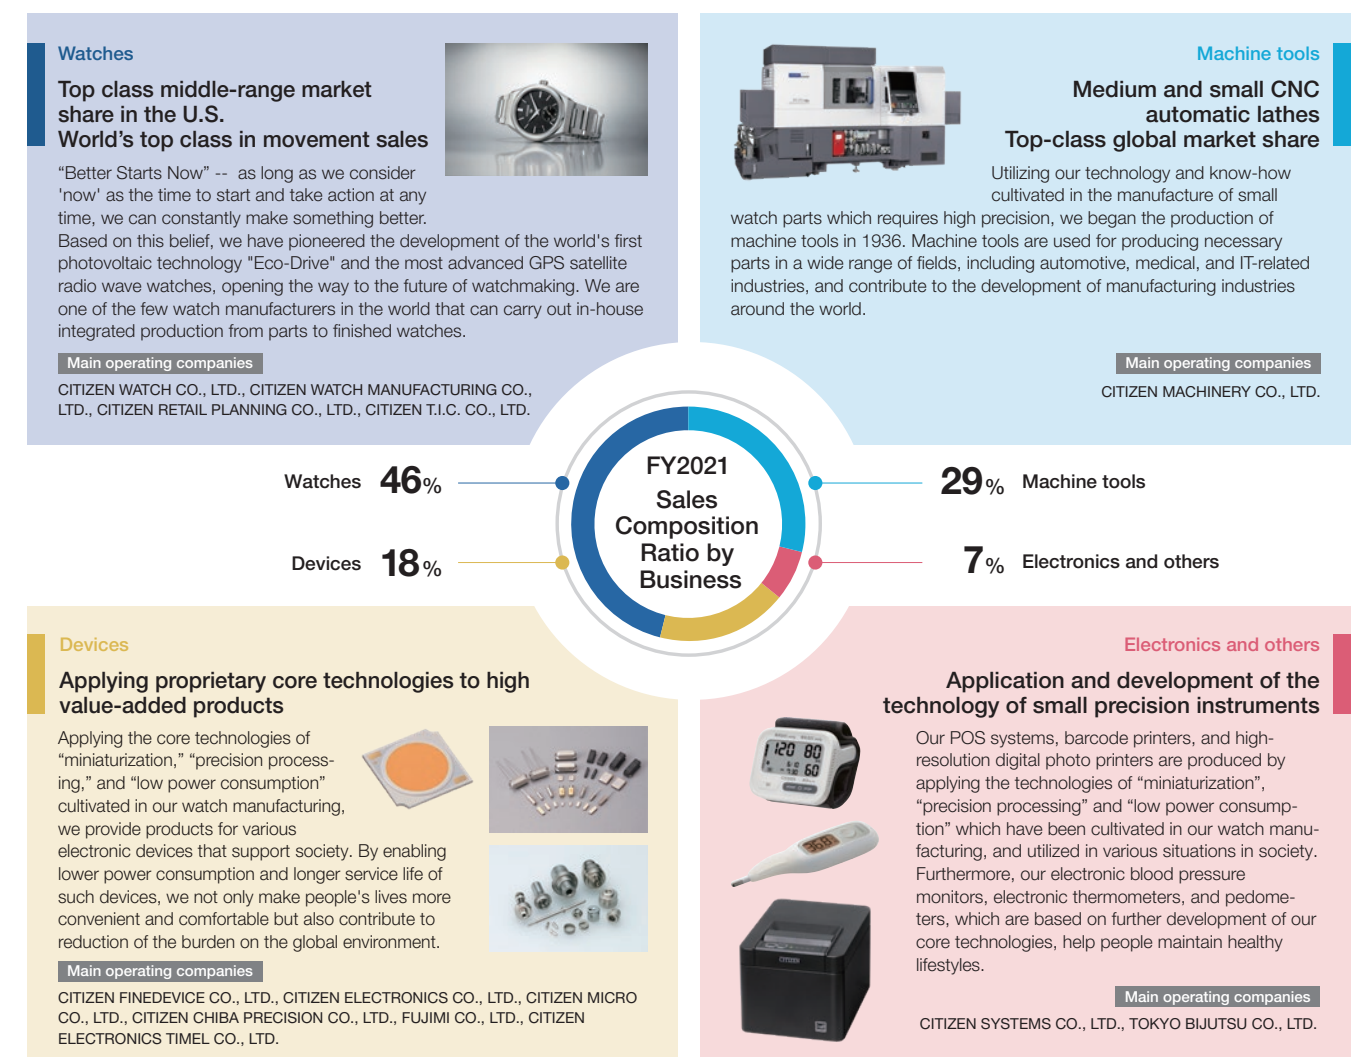 Watches
Top class middle-range market
share in the U.S.
World’s top class in movement sales
“Better Starts Now” -- as long as we consider
'now' as the time to start and take action at any
time, we can constantly make something better.
Based on this belief, we have pioneered the development of the world's first
photovoltaic technology "Eco-Drive" and the most advanced GPS satellite
radio wave watches, opening the way to the future of watchmaking. We are
one of the few watch manufacturers in the world that can carry out in-house
integrated production from parts to finished watches.
Main operating companies
CITIZEN WATCH CO., LTD., CITIZEN WATCH MANUFACTURING CO.,
LTD., CITIZEN RETAIL PLANNING CO., LTD., CITIZEN T.I.C. CO., LTD.
Machine tools
Medium and small CNC
automatic lathes
Top-class global market share
Utilizing our technology and know-how
cultivated in the manufacture of small
watch parts which requires high precision, we began the production of
machine tools in 1936. Machine tools are used for producing necessary
parts in a wide range of fields, including automotive, medical, and IT-related
industries, and contribute to the development of manufacturing industries
around the world.
Main operating companies
CITIZEN MACHINERY CO., LTD.
Watches 46%
Devices 18%
FY2021
Sales
Composition
Ratio by
Business
29% Machine tools
7% Electronics and others
Devices
Applying proprietary core technologies to high
value-added products
Applying the core technologies of
“miniaturization,” “precision process-
ing,” and “low power consumption”
cultivated in our watch manufacturing,
we provide products for various
electronic devices that support society. By enabling
lower power consumption and longer service life of
such devices, we not only make people's lives more
convenient and comfortable but also contribute to
reduction of the burden on the global environment.
Main operating companies
CITIZEN FINEDEVICE CO., LTD., CITIZEN ELECTRONICS CO., LTD., CITIZEN MICRO
CO., LTD., CITIZEN CHIBA PRECISION CO., LTD., FUJIMI CO., LTD., CITIZEN
ELECTRONICS TIMEL CO., LTD.
Electronics and others
Application and development of the
technology of small precision instruments
Our POS systems, barcode printers, and high-
resolution digital photo printers are produced by
applying the technologies of “miniaturization”,
“precision processing” and “low power consump-
tion” which have been cultivated in our watch manu-
facturing, and utilized in various situations in society.
Furthermore, our electronic blood pressure
monitors, electronic thermometers, and pedome-
ters, which are based on further development of our
core technologies, help people maintain healthy
lifestyles.
120 80
60
CITIZEN
Main operating companies
CITIZEN SYSTEMS CO., LTD., TOKYO BIJUTSU CO., LTD.